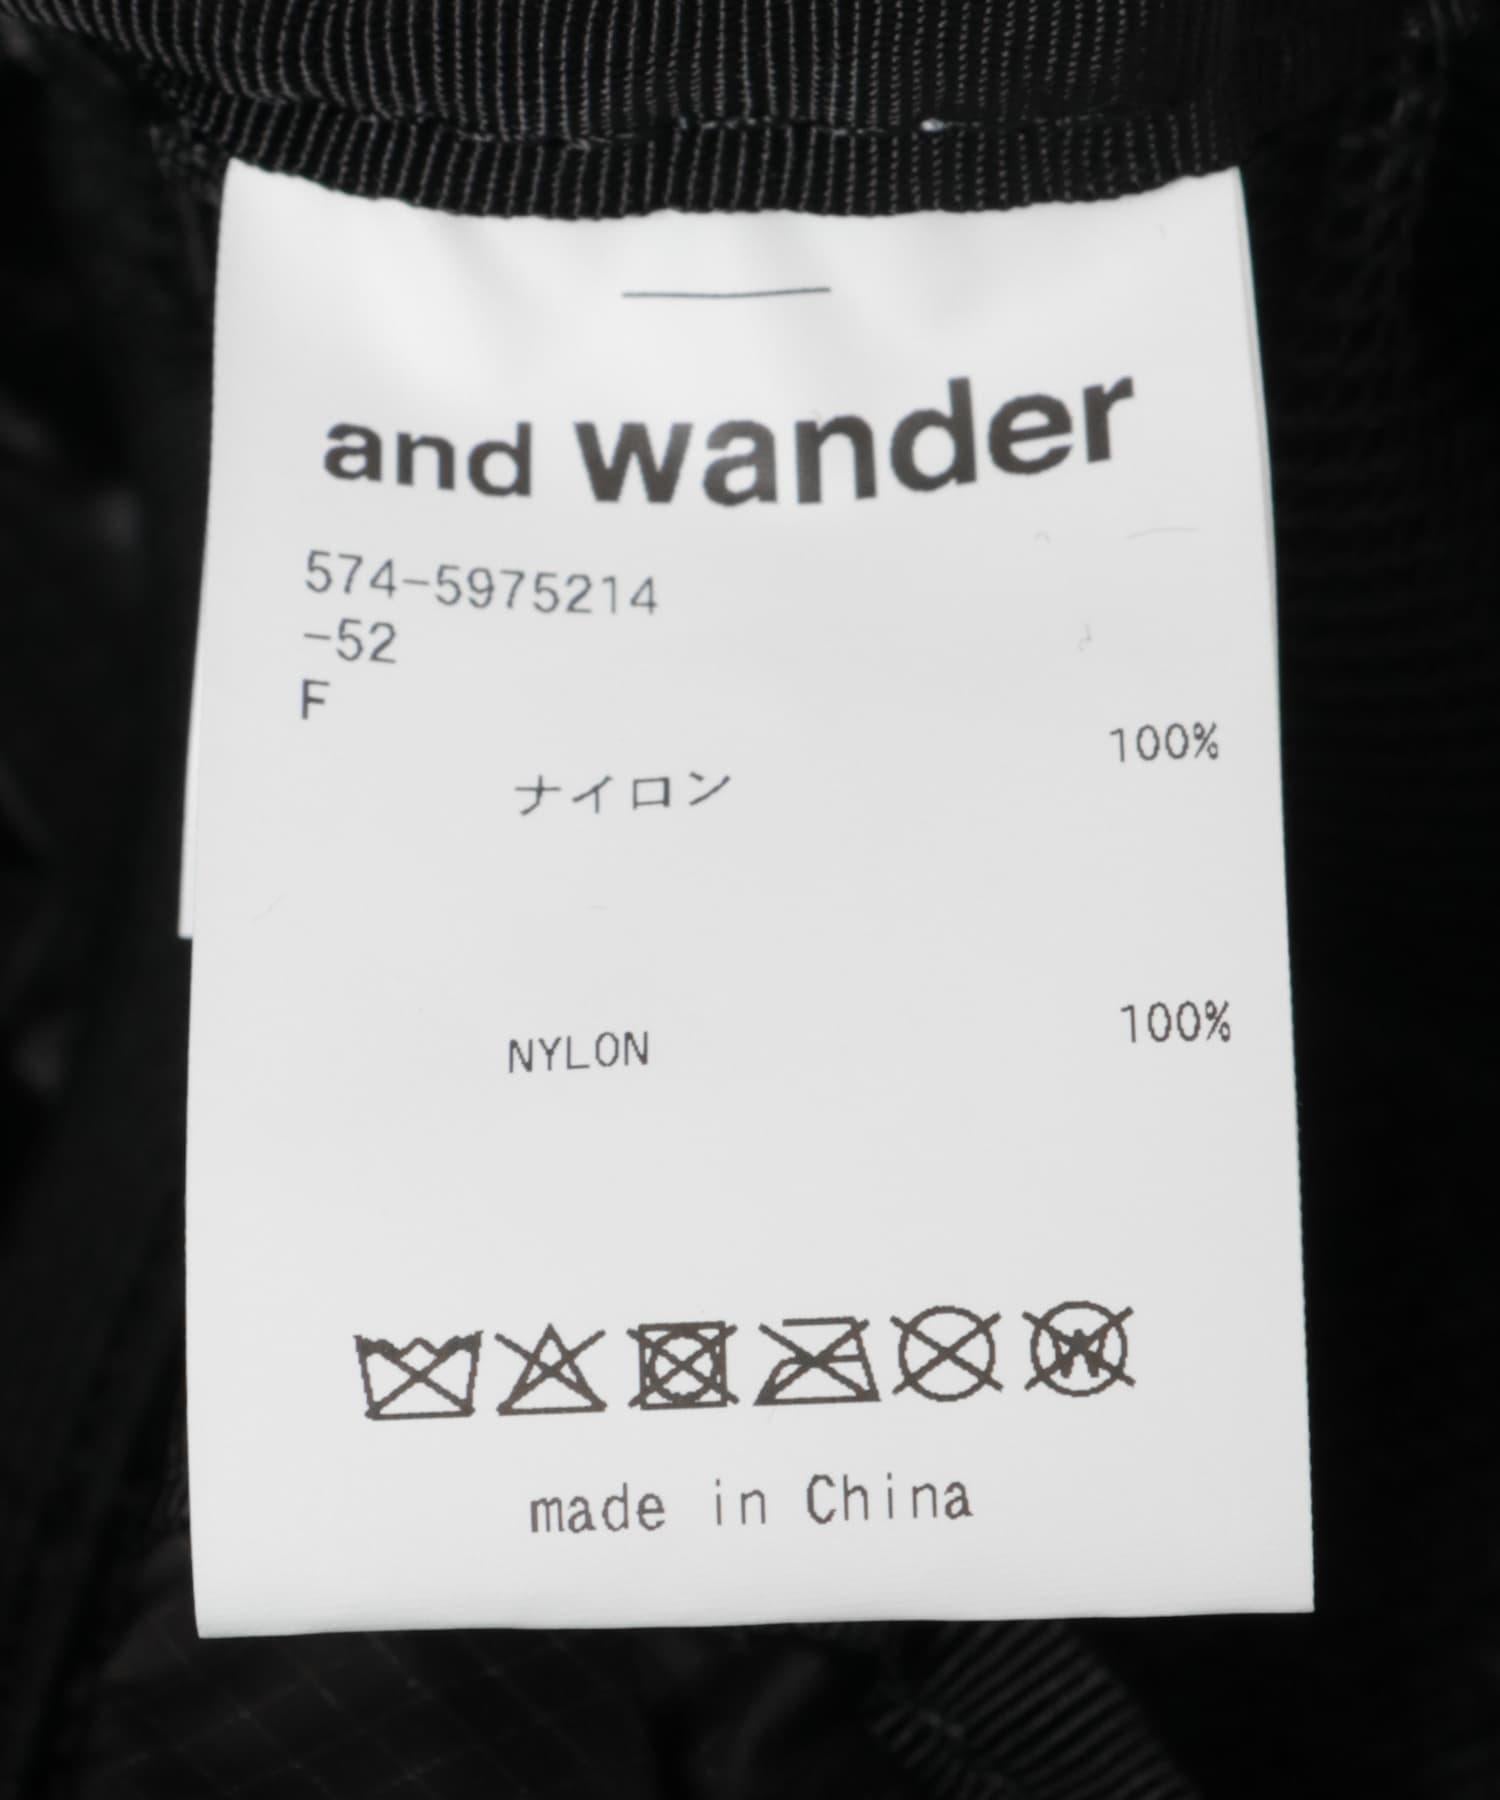 and wander
574-5975214
-52
F
ナイロン 100%
NYLON 100%
W
made in China